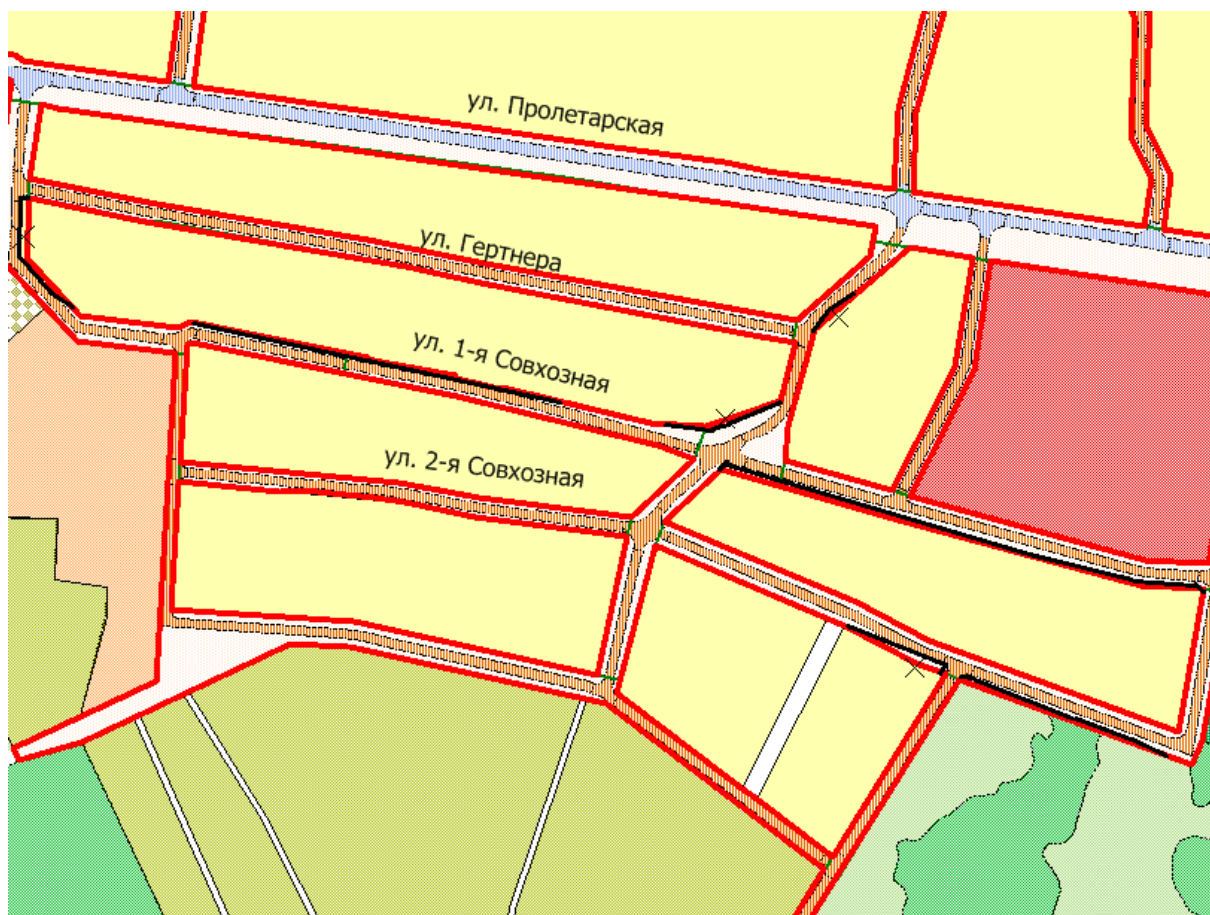 ул. Пролетарская
ул. Гертнера
ул. 1-я Совхозная
ул. 2-я Совхозная